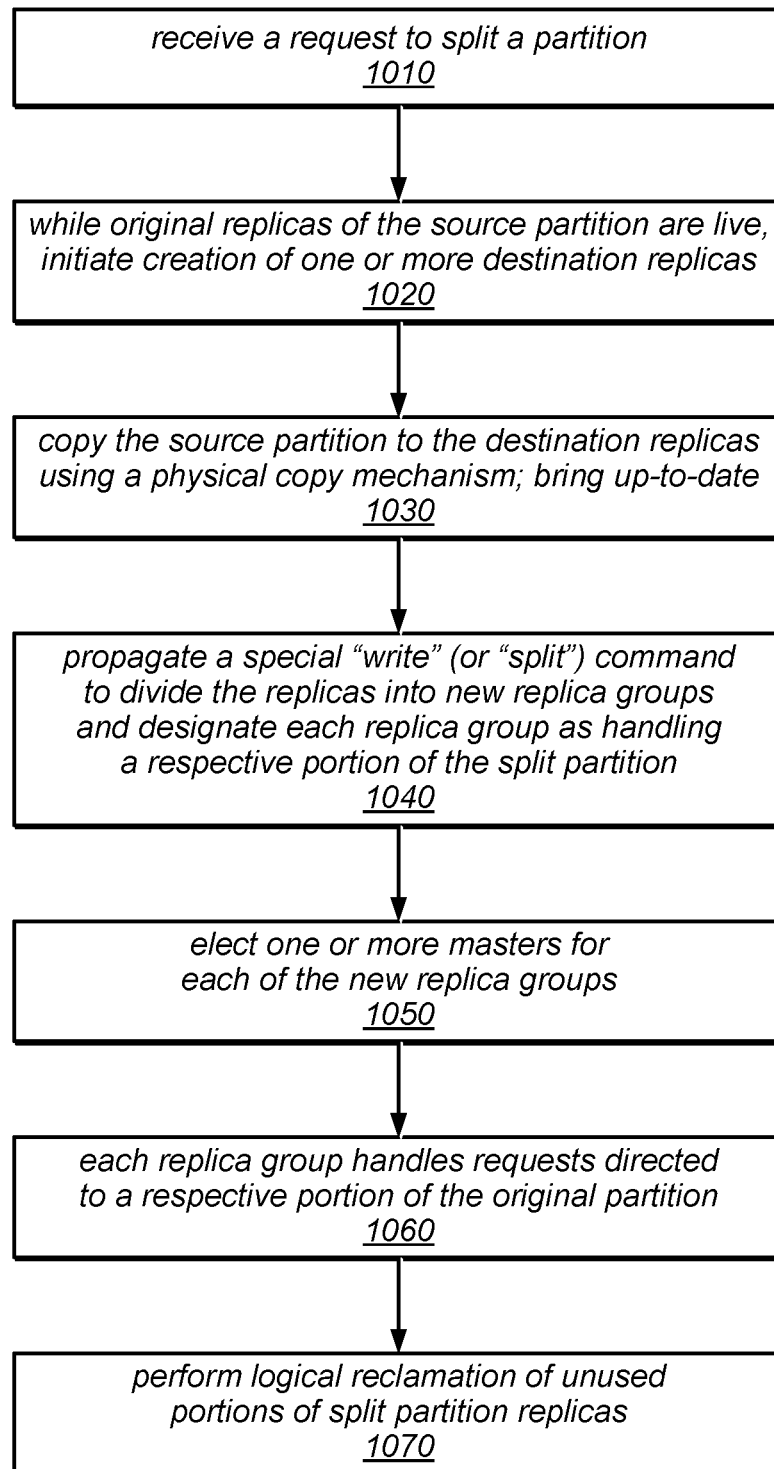 receive a request to split a partition
1010
while original replicas of the source partition are live,
initiate creation of one or more destination replicas
1020
copy the source partition to the destination replicas
using a physical copy mechanism; bring up-to-date
1030
propagate a special “write” (or “split”) command
to divide the replicas into new replica groups
and designate each replica group as handling
a respective portion of the split partition
1040
elect one or more masters for
each of the new replica groups
1050
each replica group handles requests directed
to a respective portion of the original partition
1060
perform logical reclamation of unused
portions of split partition replicas
1070